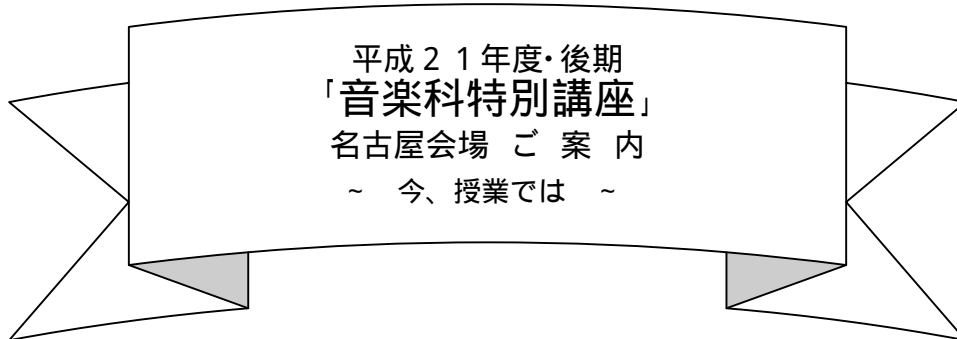 平成２１年度・後期
「音楽科特別講座」
名古屋会場 ご 案 内
~ 今、授業では ~